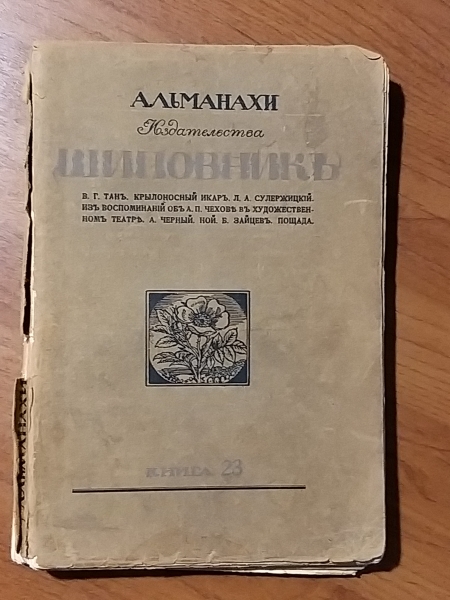 АЛЬМАНАХИ
Издательства
ШИПОВНИКЪ
В. Г. ТАНЪ. КРЫЛОНОСНЫЙ ИКАРЪ. Л. А. СУЛЕРЖИЦКІЙ.
ИЗЪ ВОСПОМИНАНІЙ ОБЪ А. П. ЧЕХОВѢ ВЪ ХУДОЖЕСТВЕН-
НОМЪ ТЕАТРѢ. А. ЧЕРНЫЙ. НОЙ. Б. ЗАЙЦЕВЪ. ПОЩАДА.
КНИГА 23
АЛЬМАНАХИ